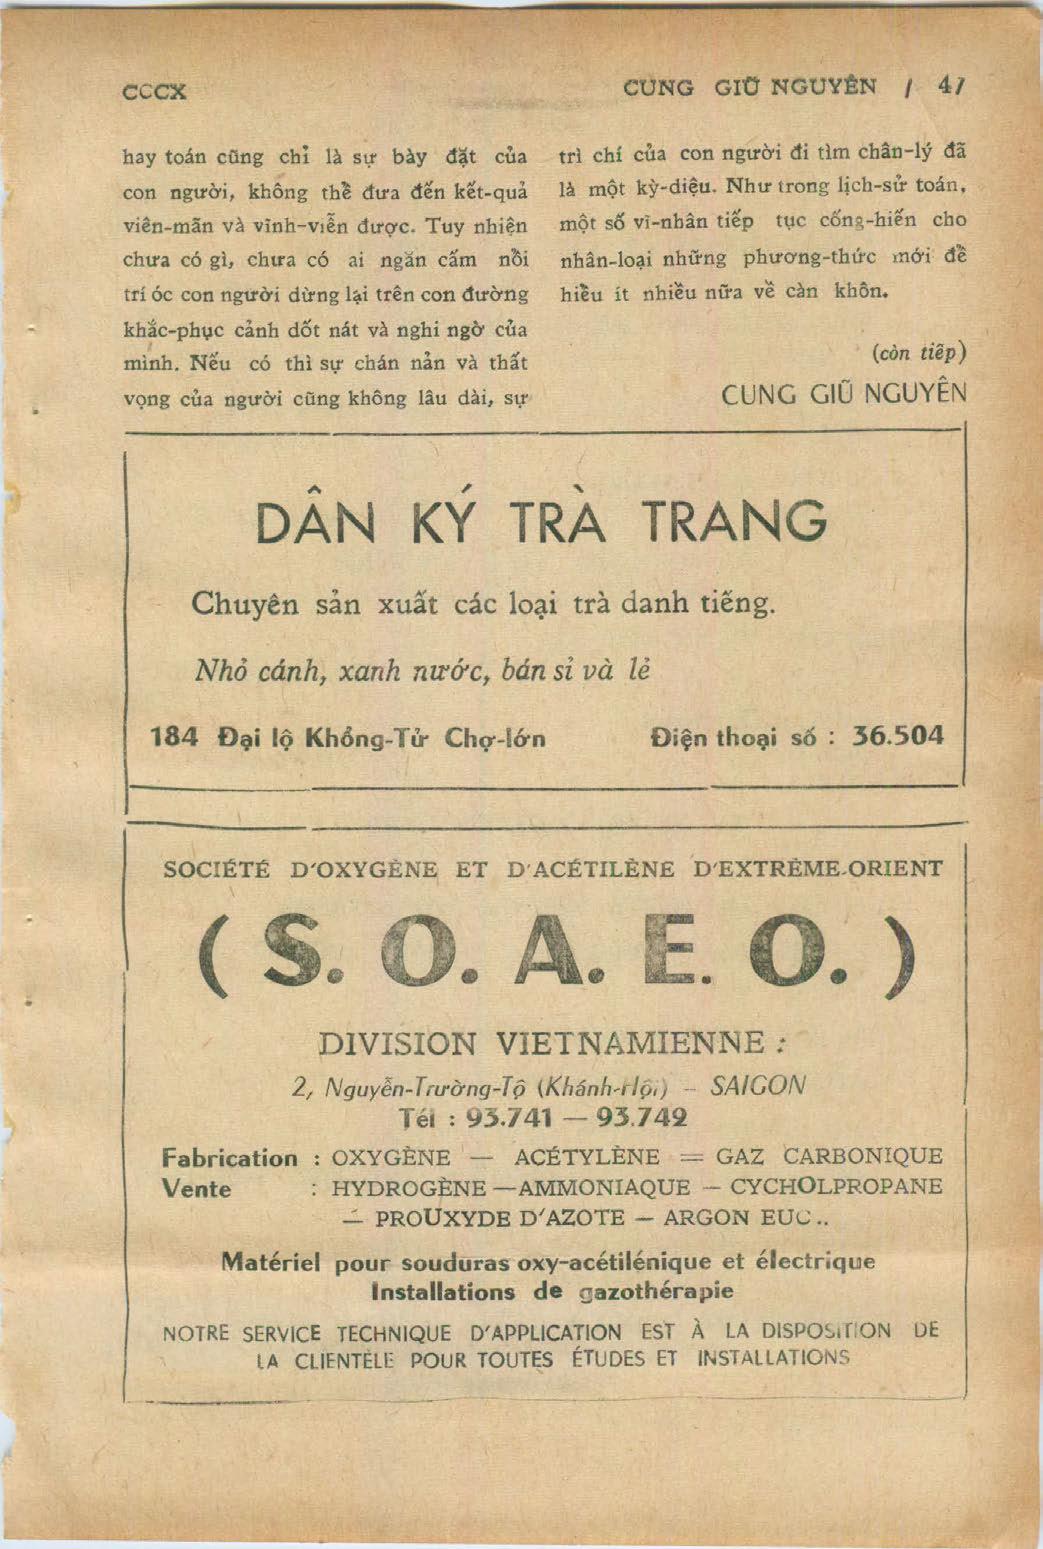 CCCX
CUNG GIŨ NGUYÊN / 47
hay toán cũng chỉ là sự bày đặt của
con người, không thể đưa đến kết-quả
viên-mãn và vĩnh-viễn được. Tuy nhiện
chưa có gì, chưa có ai ngăn cấm nổi
trí óc con người dừng lại trên con đường
khắc-phục cảnh dốt nát và nghi ngờ của
mình. Nếu có thì sự chán nản và thất
vọng của người cũng không lâu dài, sự
trì chí của con người đi tìm chân-lý đã
là một kỳ-diệu. Như trong lịch-sử toán,
một số vĩ-nhân tiếp tục cống-hiến cho
nhân-loại những phương-thức mới để
hiểu ít nhiều nữa về càn khôn.
(còn tiếp)
CUNG GIŨ NGUYÊN
DÂN KÝ TRÀ TRANG
Chuyên sản xuất các loại trà danh tiếng.
Nhỏ cánh, xanh nước, bán sỉ và lẻ
184 Đại lộ Khổng-Tử Chợ-lớn Điện thoại số : 36.504
SOCIÉTÉ D'OXYGÈNE ET D'ACÉTILÈNE D'EXTRÊME-ORIENT
( S. O. A. E. O. )
DIVISION VIETNAMIENNE :
2, Nguyễn-Trường-Tộ (Khánh-Hội) – SAIGON
Tél : 93.741 — 93.742
Fabrication : OXYGÈNE — ACÉTYLÈNE = GAZ CARBONIQUE
Vente : HYDROGÈNE — AMMONIAQUE — CYCHOLPROPANE
— PROUXYDE D'AZOTE — ARGON EUC ..
Matériel pour souduras oxy-acétilénique et électrique
Installations de gazothérapie
NOTRE SERVICE TECHNIQUE D'APPLICATION EST À LA DISPOSITION DE
LA CLIENTÈLE POUR TOUTES ÉTUDES ET INSTALLATIONS